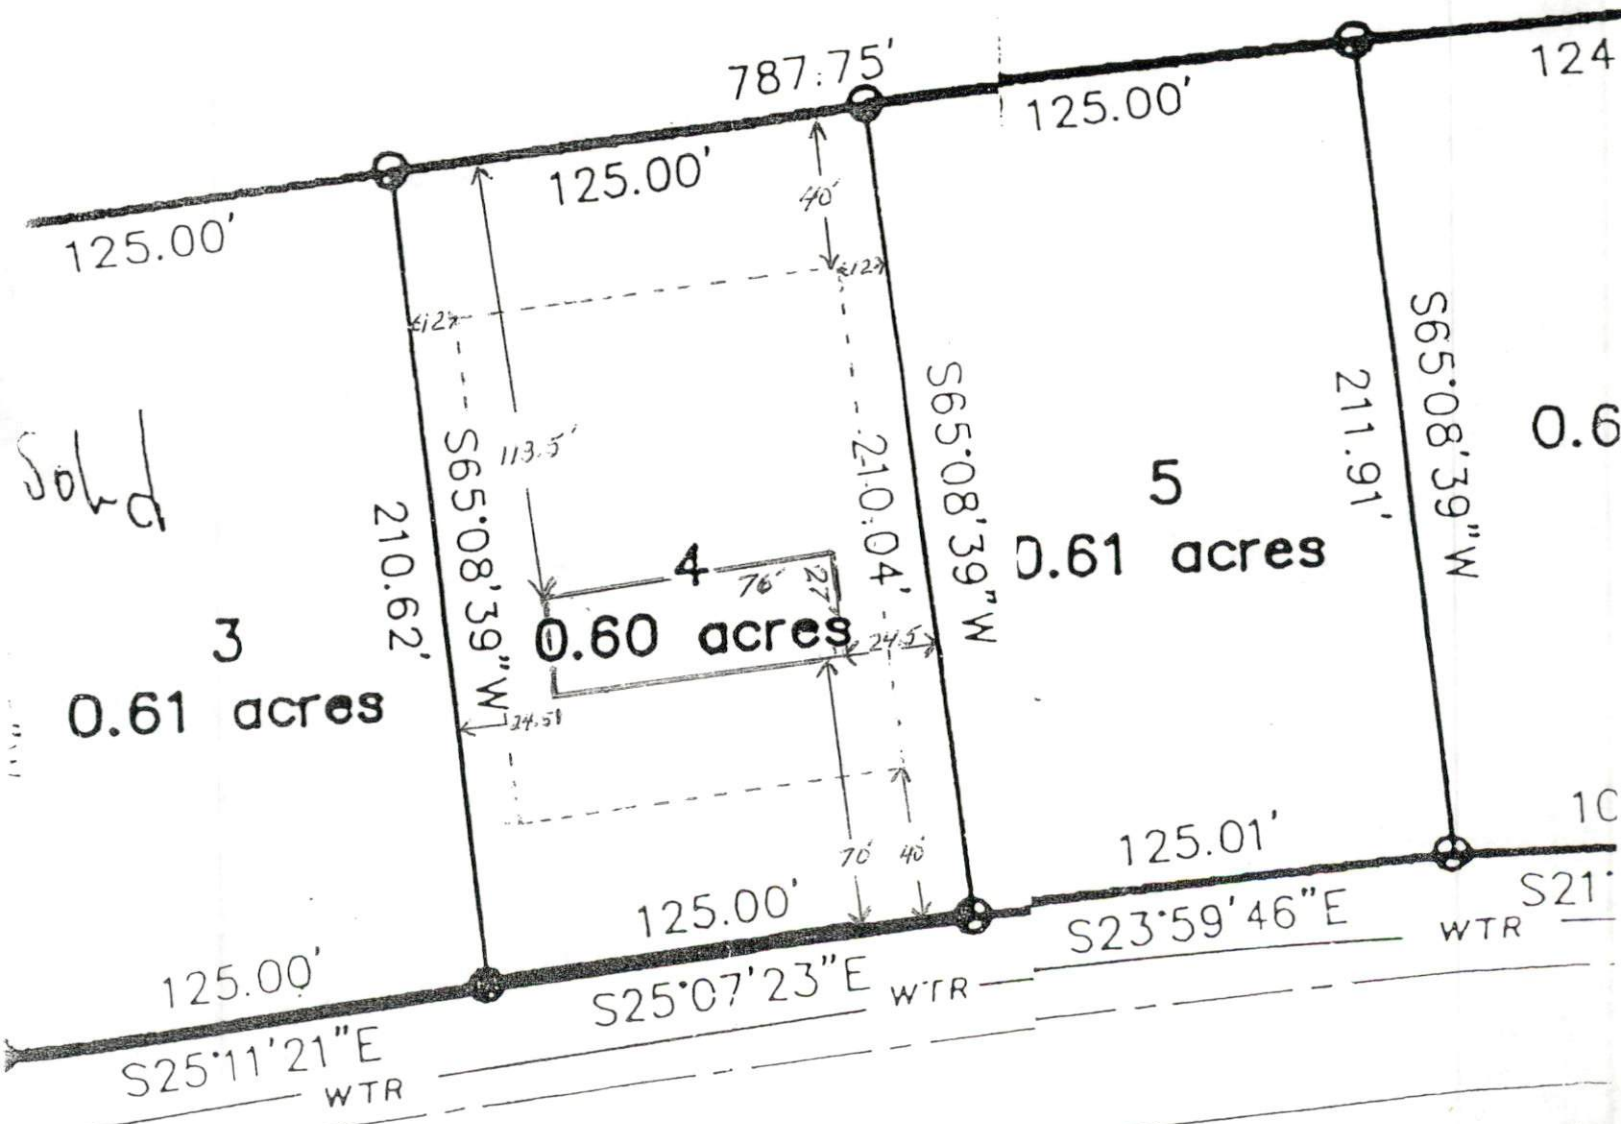 787.75'
124
125.00'
125.00'
125.00'
40'
12'
12'
Sold
113.5'
S65°08'39"W
210.62'
210.04'
S65°08'39"W
S65°08'39"W
211.91'
0.6
3
0.61 acres
4
0.60 acres
76'
27'
24.5'
24.5'
5
0.61 acres
70'
40'
125.00'
125.00'
125.01'
10
S25°11'21"E
S25°07'23"E
S23°59'46"E
S21°
WTR
WTR
WTR